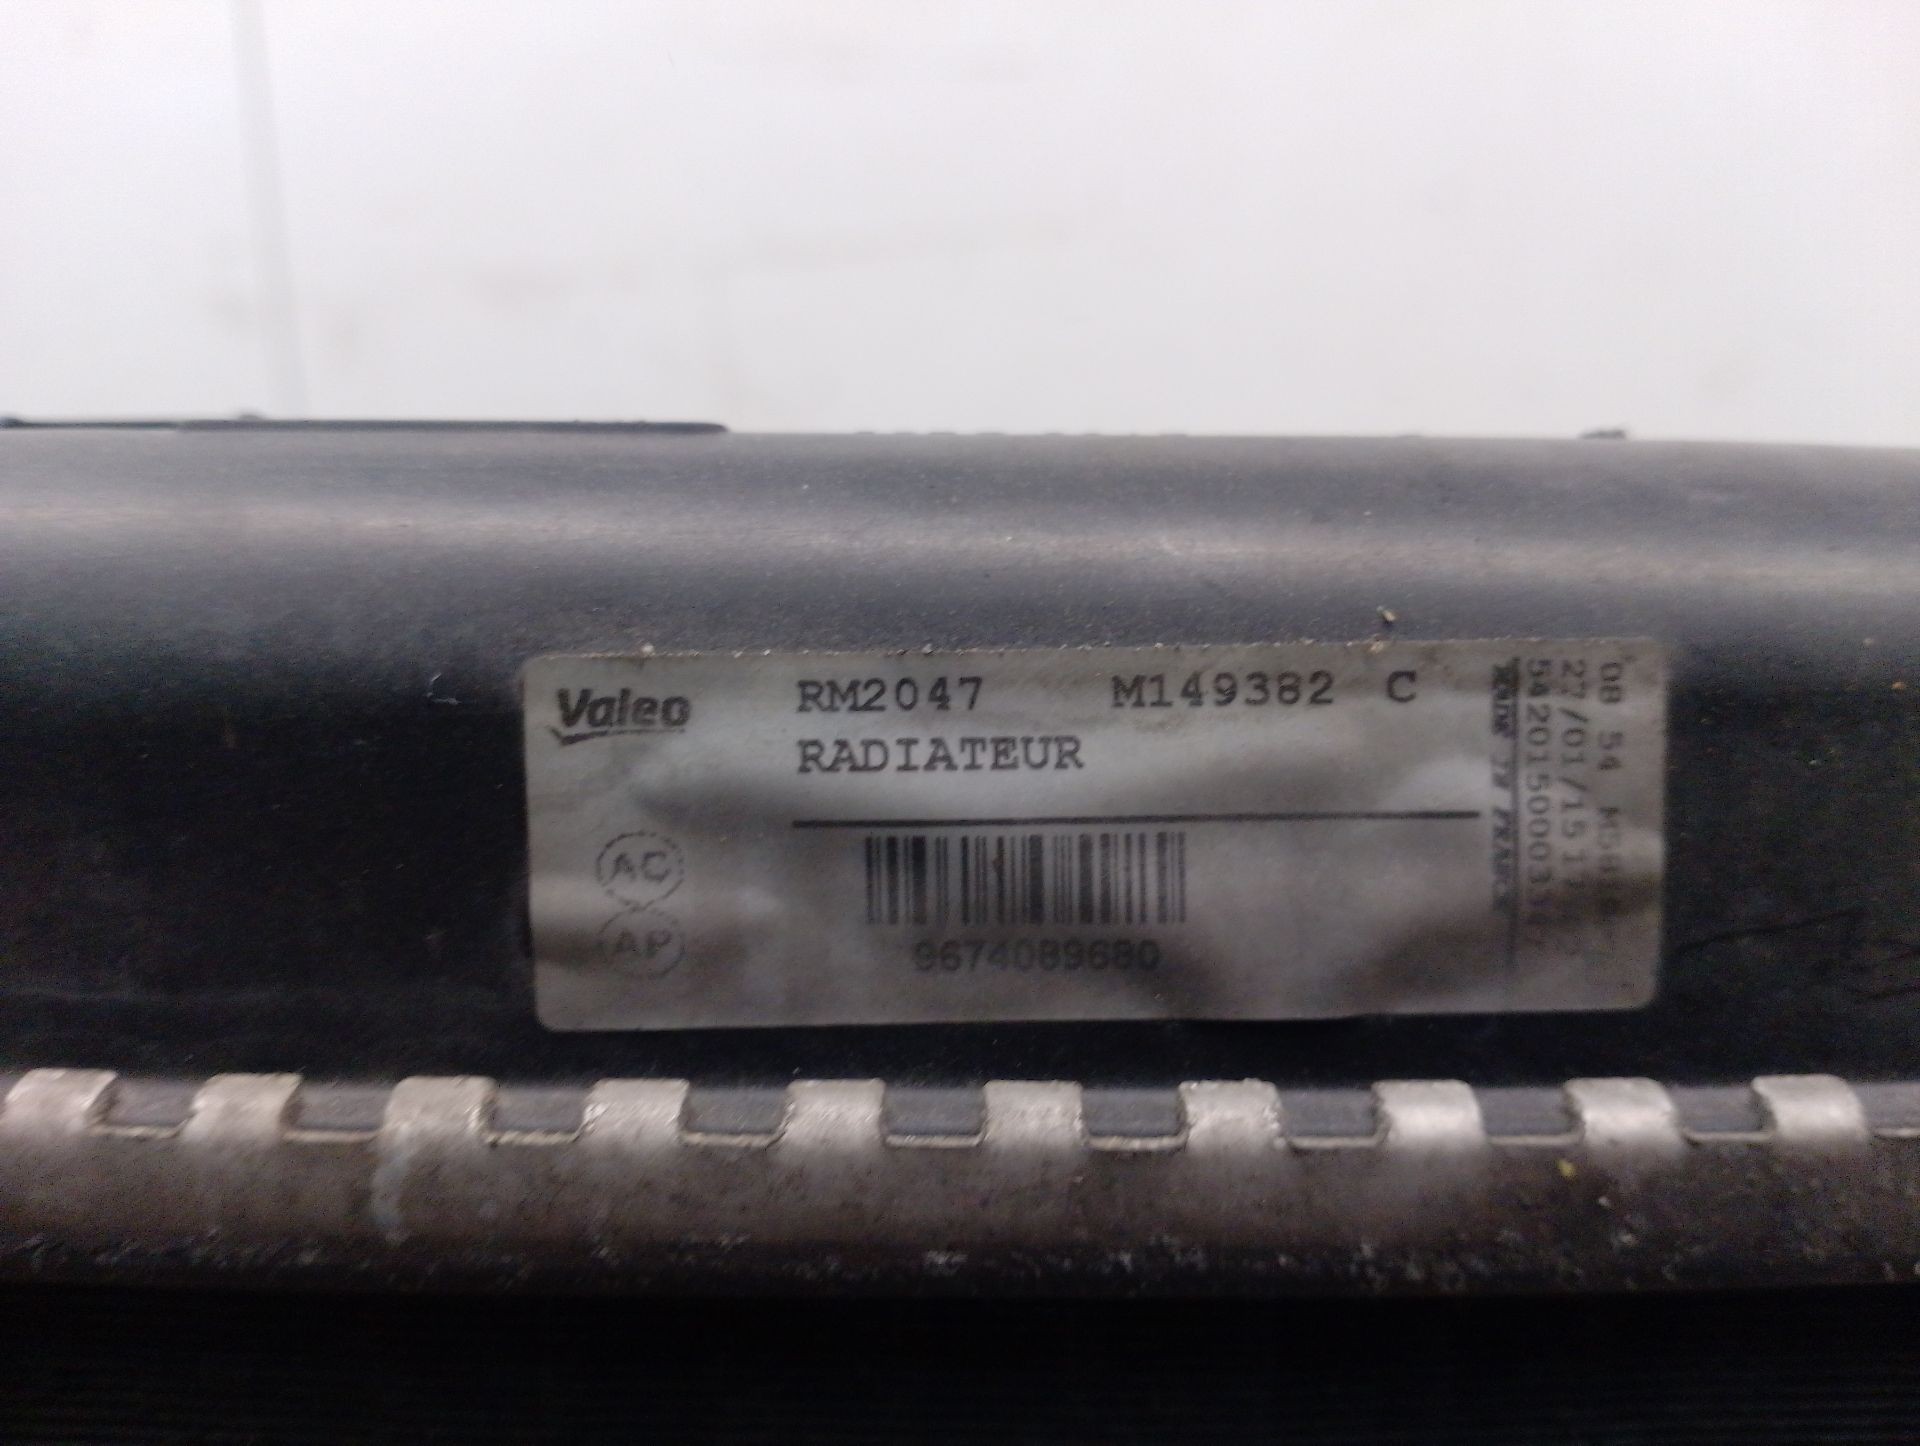 Valeo RM2047 M149382 C
RADIATEUR
AC
AP
9674089680
08 54
27/01/15
MADE IN FRANCE